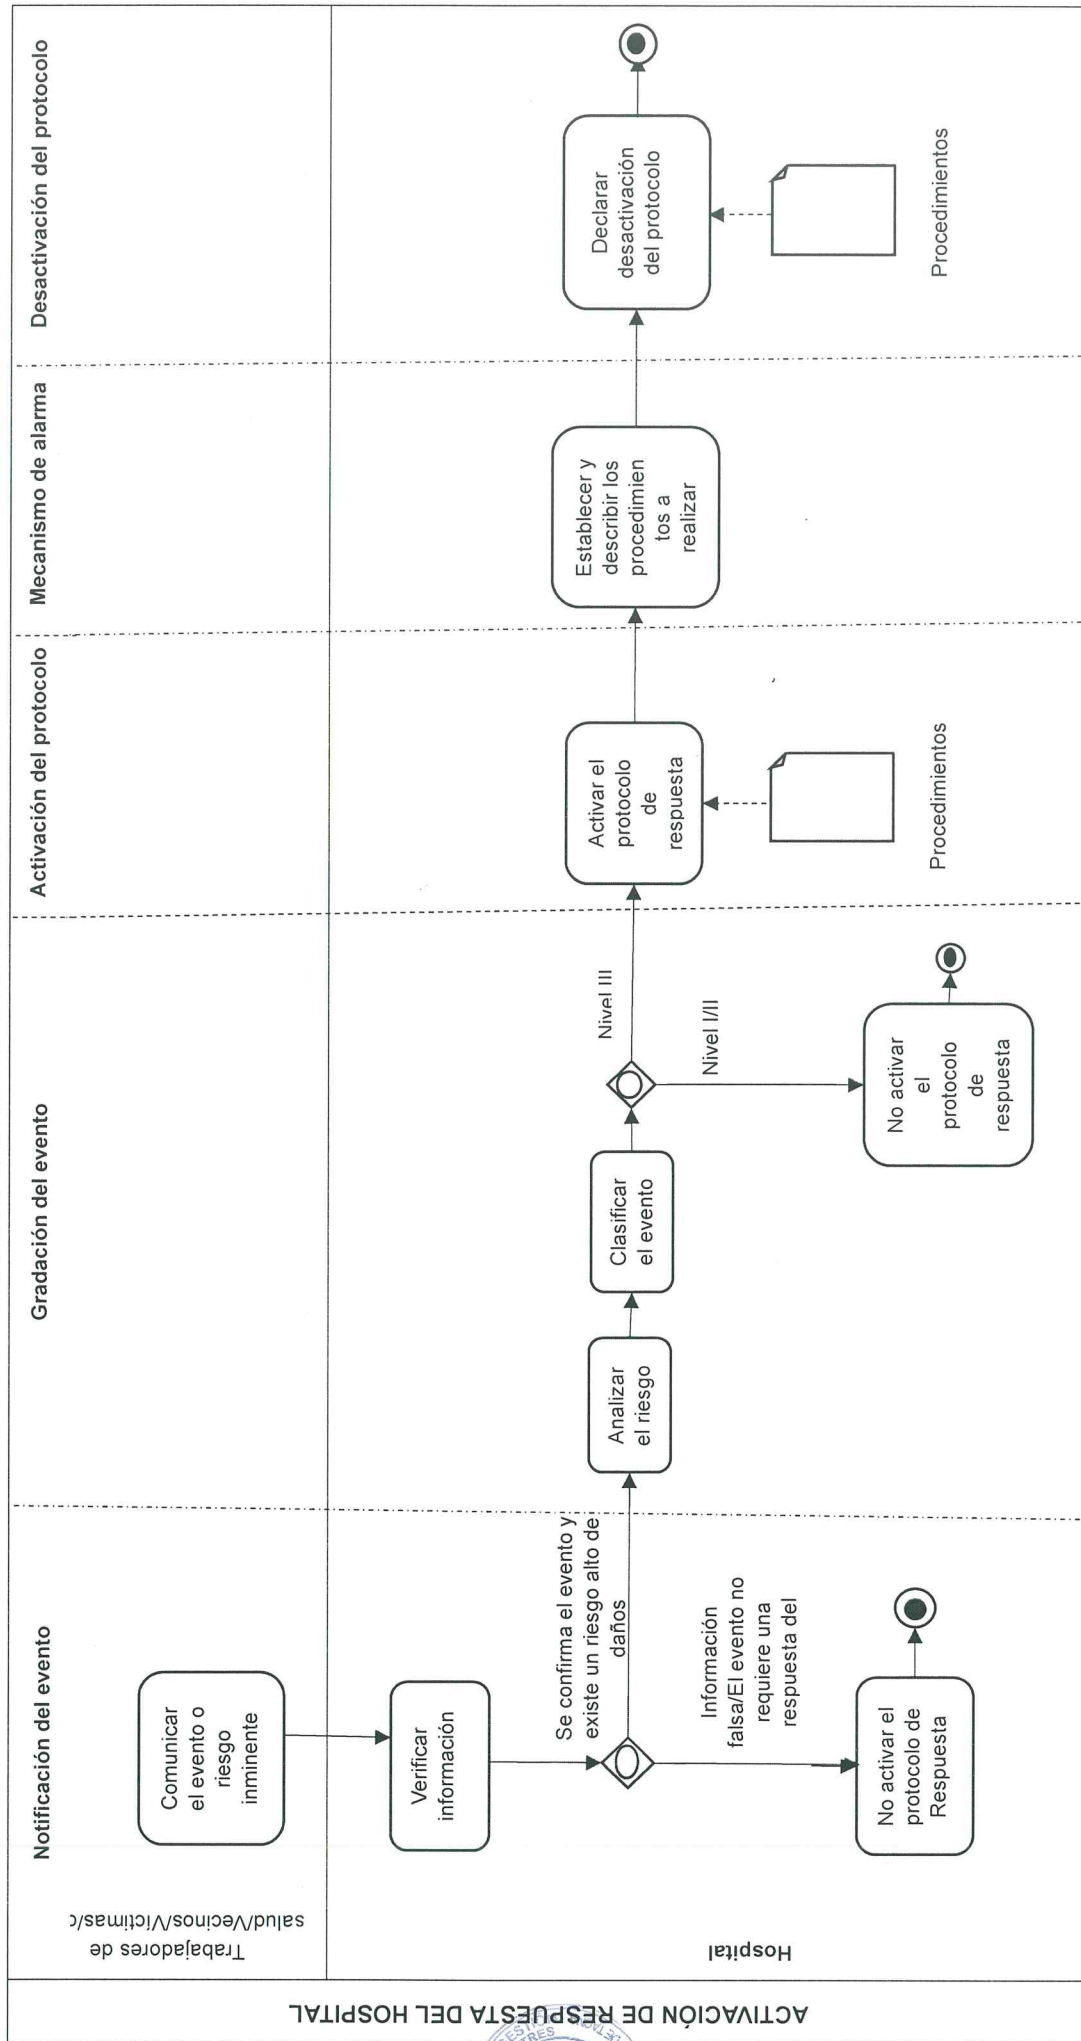 ACTIVACIÓN DE RESPUESTA DEL HOSPITAL
Notificación del evento
Gradación del evento
Activación del protocolo
Mecanismo de alarma
Desactivación del protocolo
Trabajadores de
salud/Vecinos/Víctimas/
Comunicar
el evento o
riesgo
inminente
Hospital
Verificar
información
Se confirma el evento y
existe un riesgo alto de
daños
Información
falsa/El evento no
requiere una
respuesta del
No activar el
protocolo de
Respuesta
Analizar
el riesgo
Clasificar
el evento
Nivel III
Nivel I/II
No activar
el
protocolo
de
respuesta
Activar el
protocolo
de
respuesta
Procedimientos
Establecer y
describir los
procedimien
tos a
realizar
Declarar
desactivación
del protocolo
Procedimientos